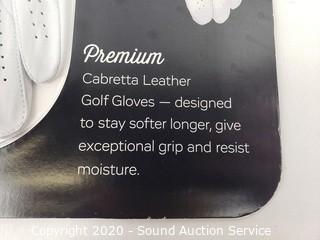 Premium
Cabretta Leather
Golf Gloves — designed
to stay softer longer, give
exceptional grip and resist
moisture.
Copyright 2020 - Sound Auction Service